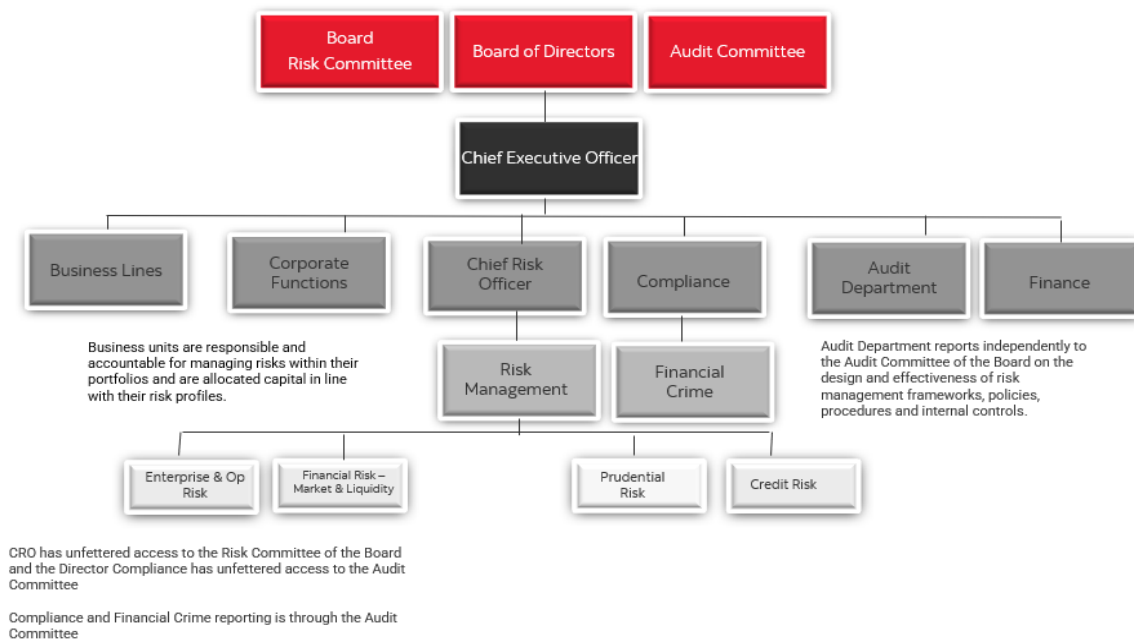 Board
Risk Committee
Board of Directors
Audit Committee
Chief Executive Officer
Business Lines
Corporate
Functions
Chief Risk
Officer
Compliance
Audit
Department
Finance
Business units are responsible and
accountable for managing risks within their
portfolios and are allocated capital in line
with their risk profiles.
Risk
Management
Financial
Crime
Audit Department reports independently to
the Audit Committee of the Board on the
design and effectiveness of risk
management frameworks, policies,
procedures and internal controls.
Enterprise & Op
Risk
Financial Risk –
Market & Liquidity
Prudential
Risk
Credit Risk
CRO has unfettered access to the Risk Committee of the Board
and the Director Compliance has unfettered access to the Audit
Committee
Compliance and Financial Crime reporting is through the Audit
Committee